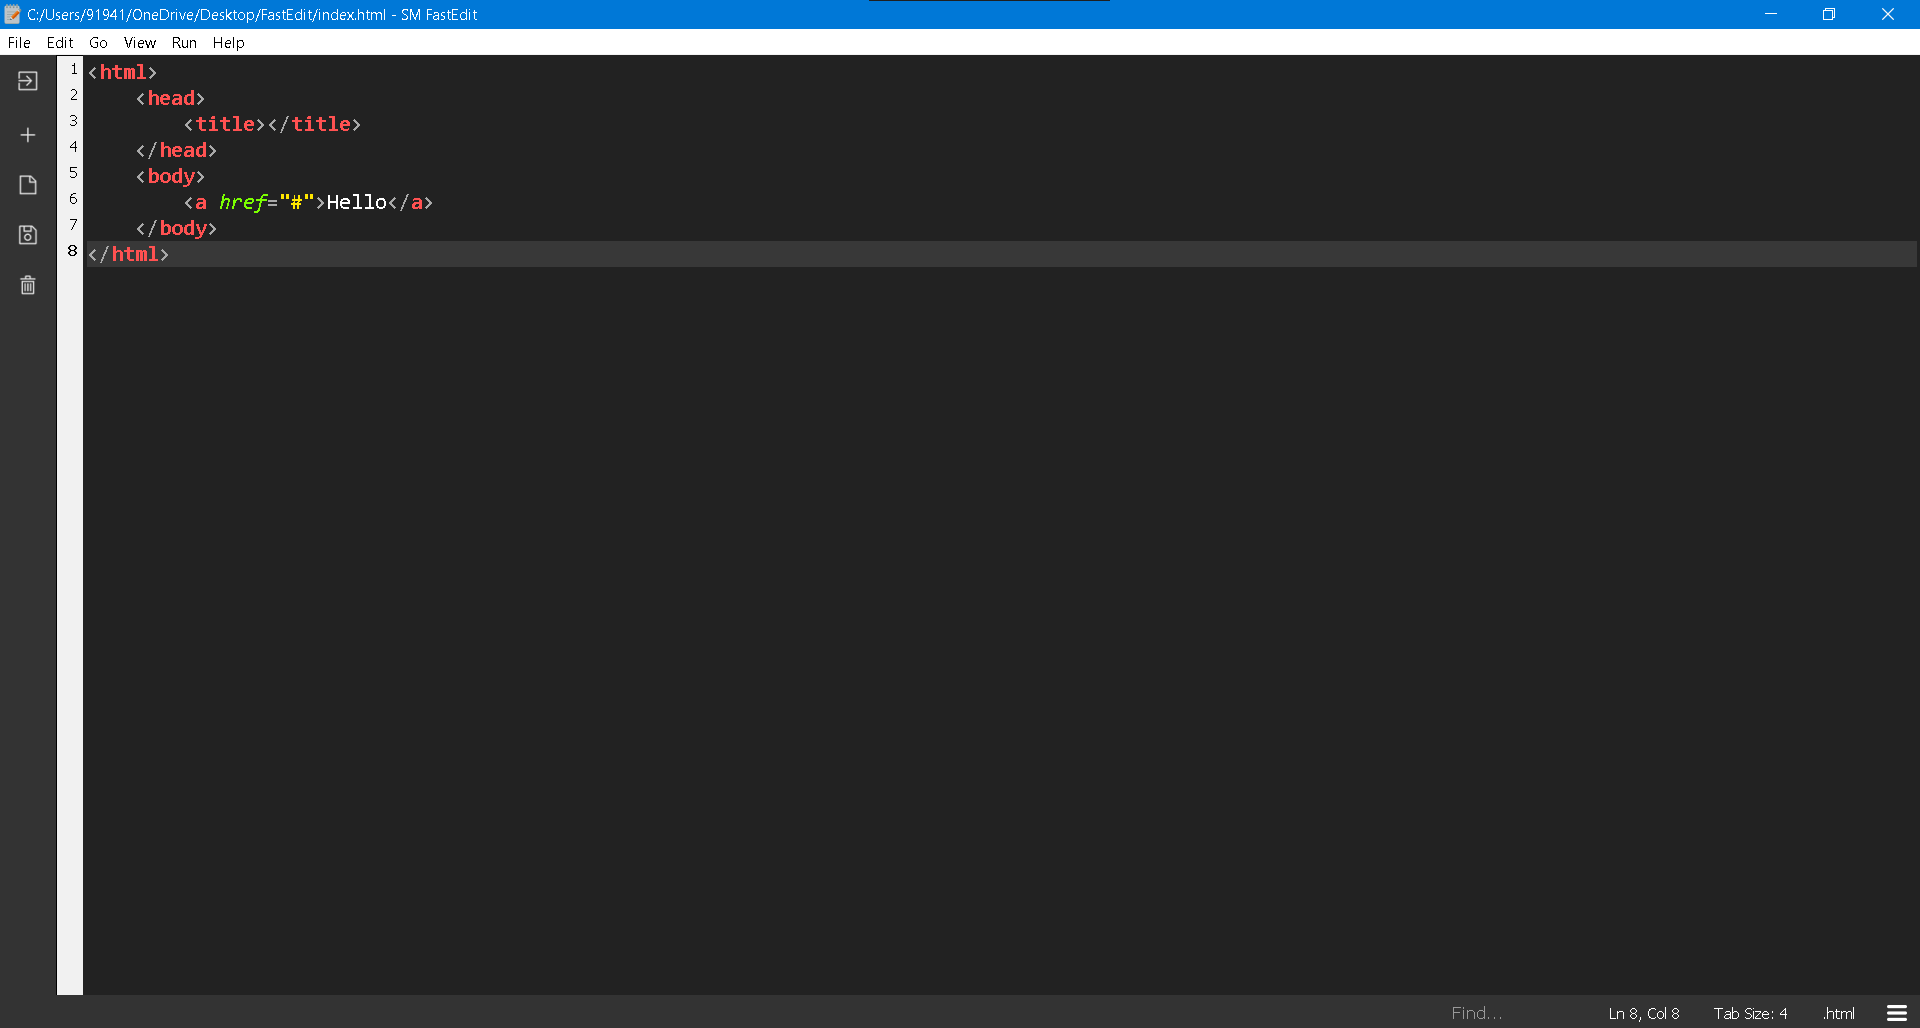 C:/Users/91941/OneDrive/Desktop/FastEdit/index.html - SM FastEdit
File Edit Go View Run Help
1 <html>
2     <head>
3         <title></title>
4     </head>
5     <body>
6         <a href="#">Hello</a>
7     </body>
8 </html>
Find... Ln 8, Col 8 Tab Size: 4 .html